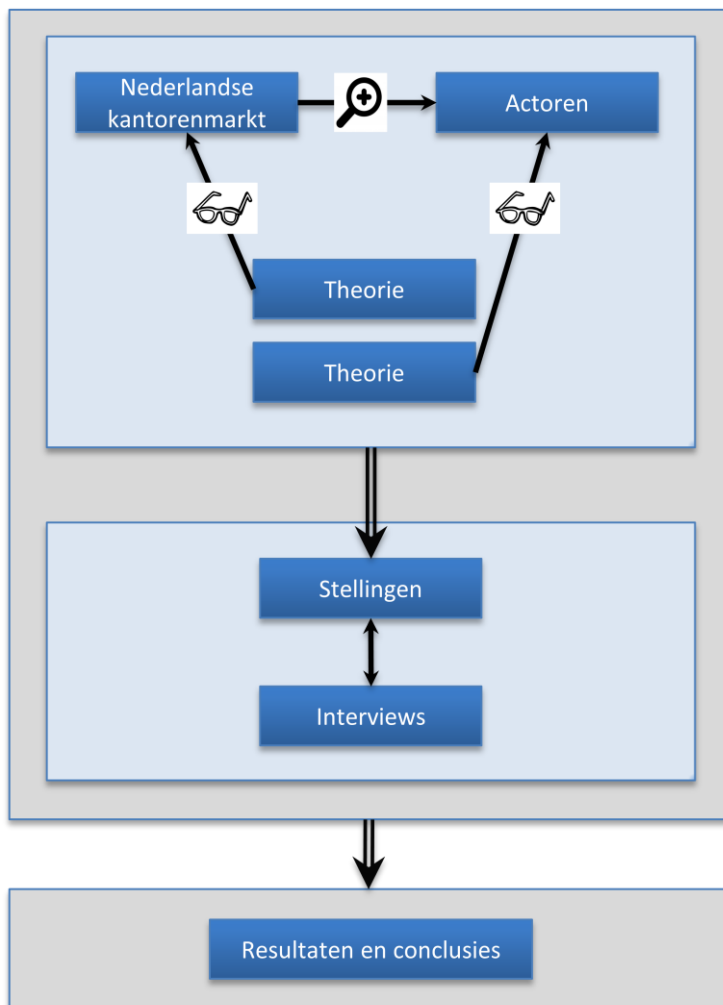 Nederlandse
kantorenmarkt
Actoren
Theorie
Theorie
Stellingen
Interviews
Resultaten en conclusies